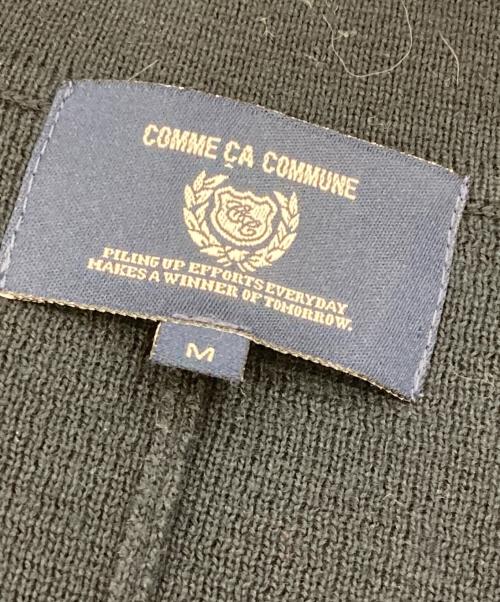 COMME ÇA COMMUNE
PILING UP EFFORTS EVERYDAY
MAKES A WINNER OF TOMORROW.
M